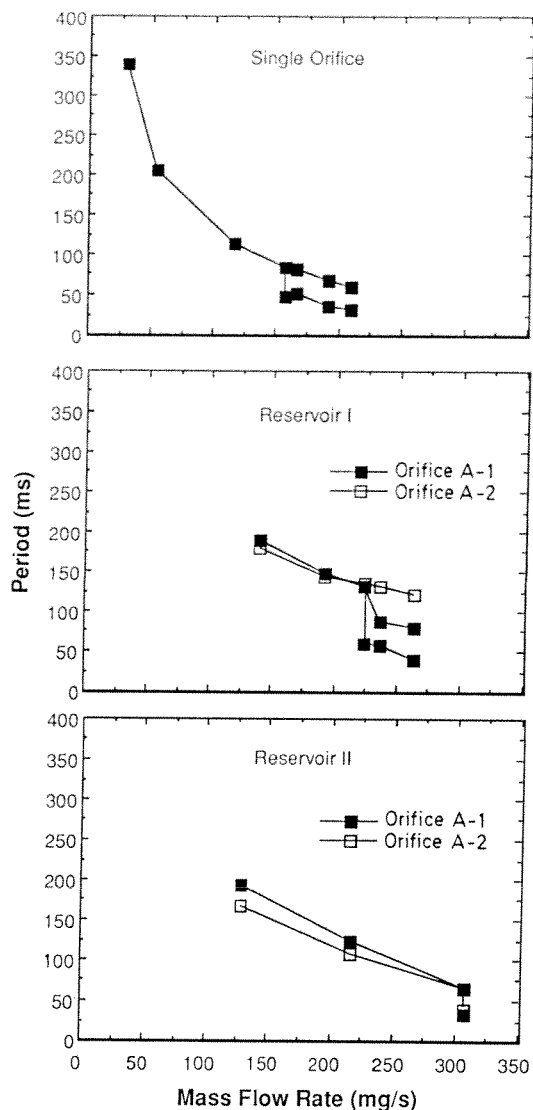 400
Single Orifice
350
300
250
200
150
100
50
0
400
Reservoir I
350
300
Orifice A-1
Orifice A-2
250
200
150
100
50
0
Period (ms)
400
Reservoir II
350
300
Orifice A-1
Orifice A-2
250
200
150
100
50
0
0 50 100 150 200 250 300 350
Mass Flow Rate (mg/s)